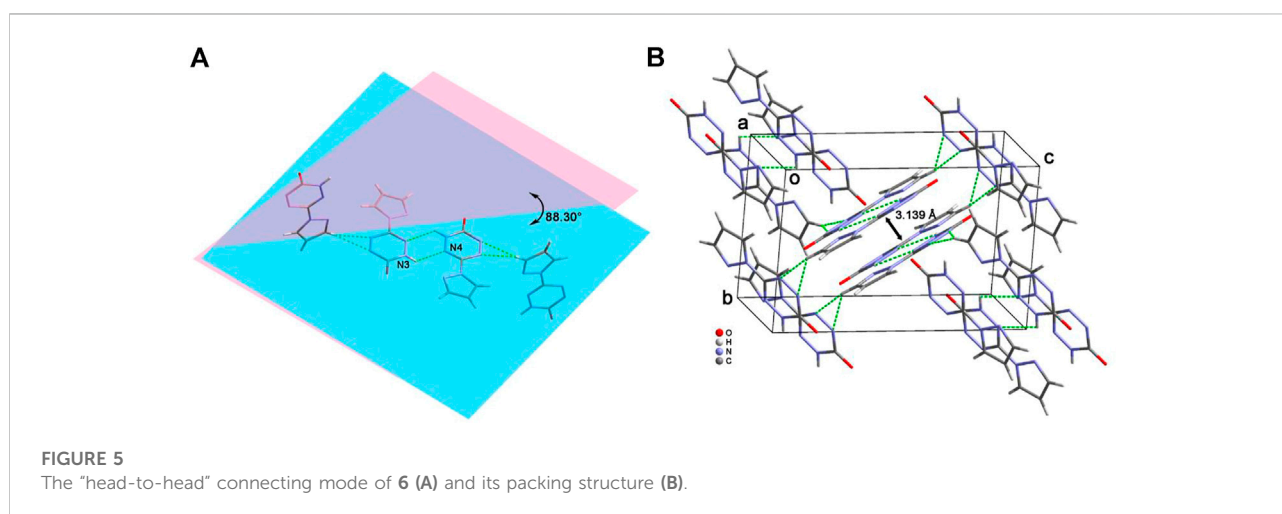 A
88.30°
N3
N4
B
a
o
c
b
3.139 Å
O
H
N
C
FIGURE 5
The “head-to-head” connecting mode of 6 (A) and its packing structure (B).